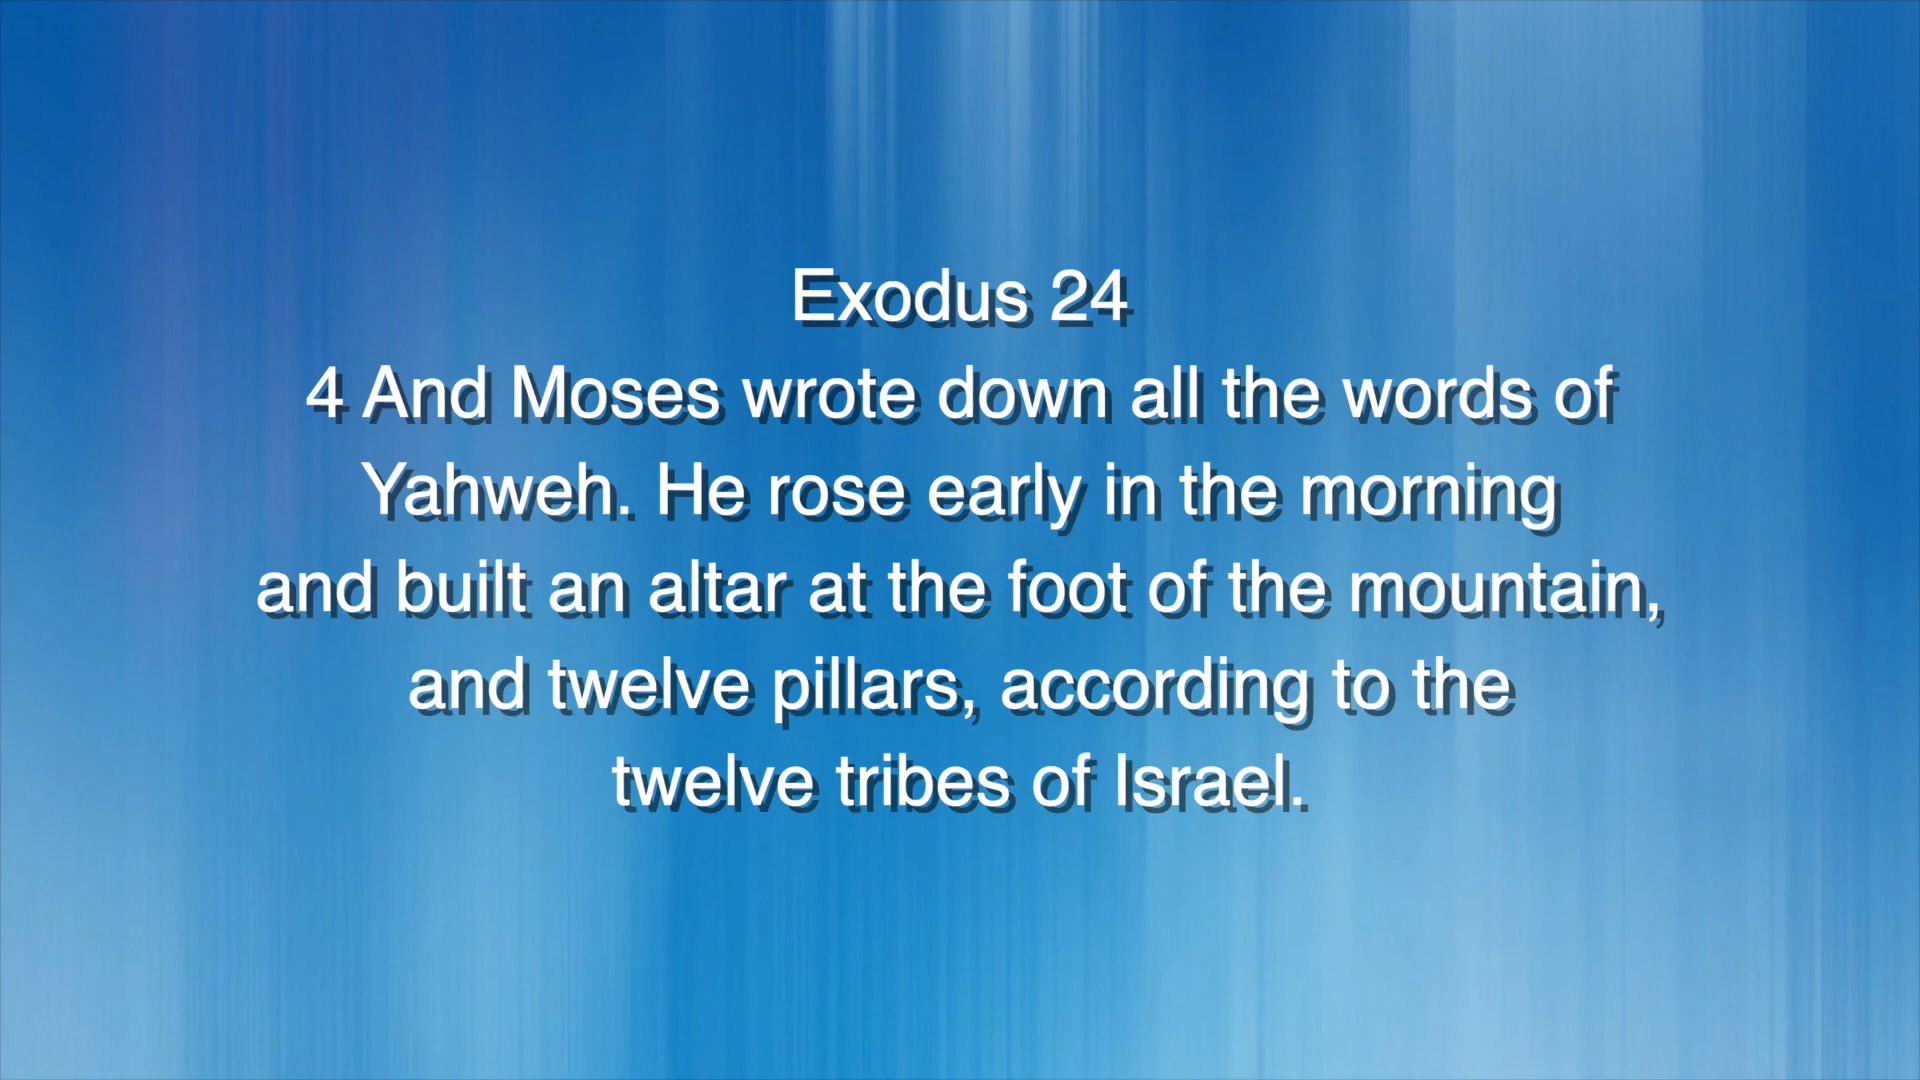 Exodus 24
4 And Moses wrote down all the words of
Yahweh. He rose early in the morning
and built an altar at the foot of the mountain,
and twelve pillars, according to the
twelve tribes of Israel.